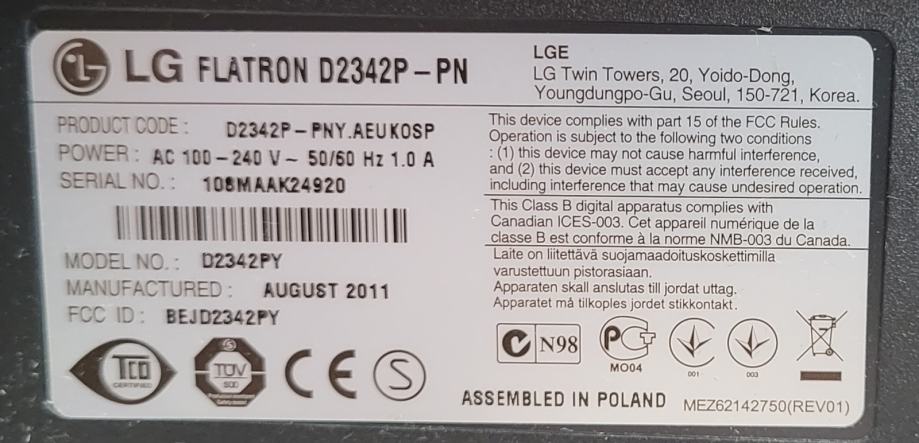 LG FLATRON D2342P-PN
LGE
LG Twin Towers, 20, Yoido-Dong,
Youngdungpo-Gu, Seoul, 150-721, Korea.
PRODUCT CODE : D2342P-PNY.AEUKOSP
POWER : AC 100-240 V~ 50/60 Hz 1.0 A
SERIAL NO. : 108MAAK24920
MODEL NO. : D2342PY
MANUFACTURED : AUGUST 2011
FCC ID : BEJD2342PY
This device complies with part 15 of the FCC Rules.
Operation is subject to the following two conditions
: (1) this device may not cause harmful interference,
and (2) this device must accept any interference received,
including interference that may cause undesired operation.
This Class B digital apparatus complies with
Canadian ICES-003. Cet appareil numérique de la
classe B est conforme à la norme NMB-003 du Canada.
Laite on liitettävä suojamaadoituskoskettimilla
varustettuun pistorasiaan.
Apparaten skall anslutas till jordat uttag.
Apparatet må tilkoples jordet stikkontakt.
TCO
CERTIFIED
TÜV
CE
S
N98
MO04
001
003
ASSEMBLED IN POLAND
MEZ62142750(REV01)